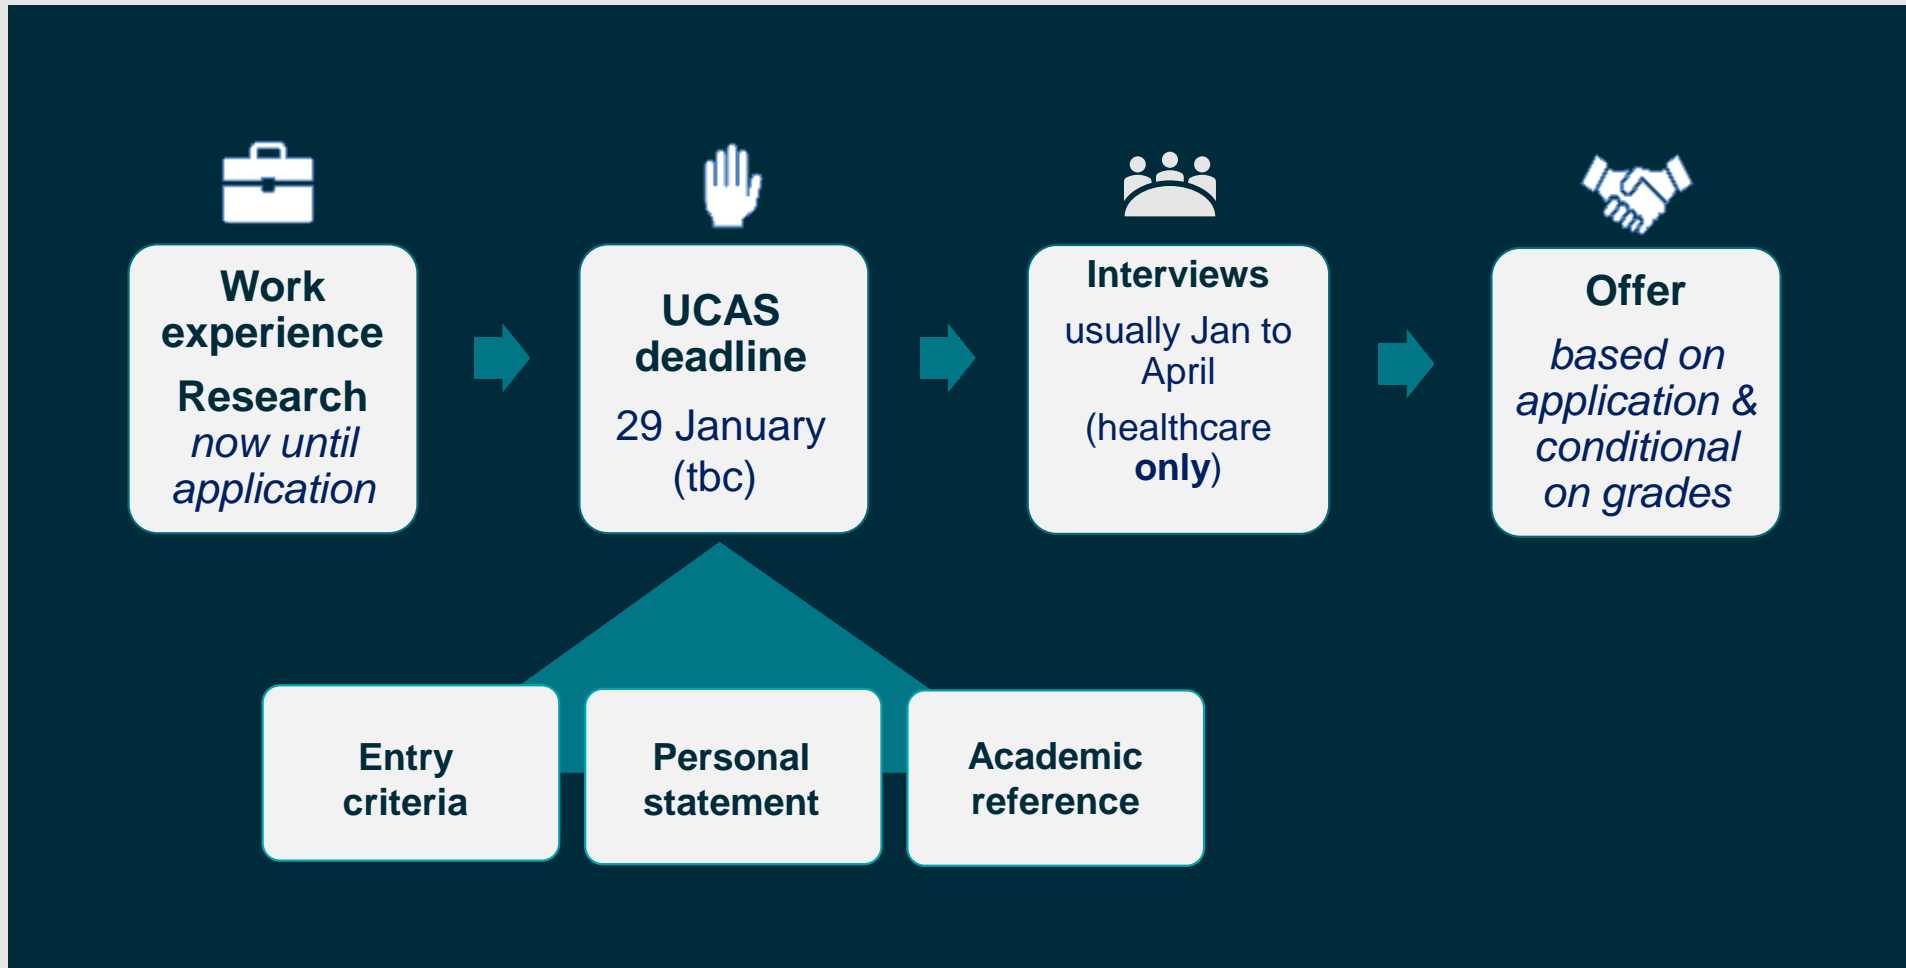 Work
experience
Research
now until
application
UCAS
deadline
29 January
(tbc)
Interviews
usually Jan to
April
(healthcare
only)
Offer
based on
application &
conditional
on grades
Entry
criteria
Personal
statement
Academic
reference